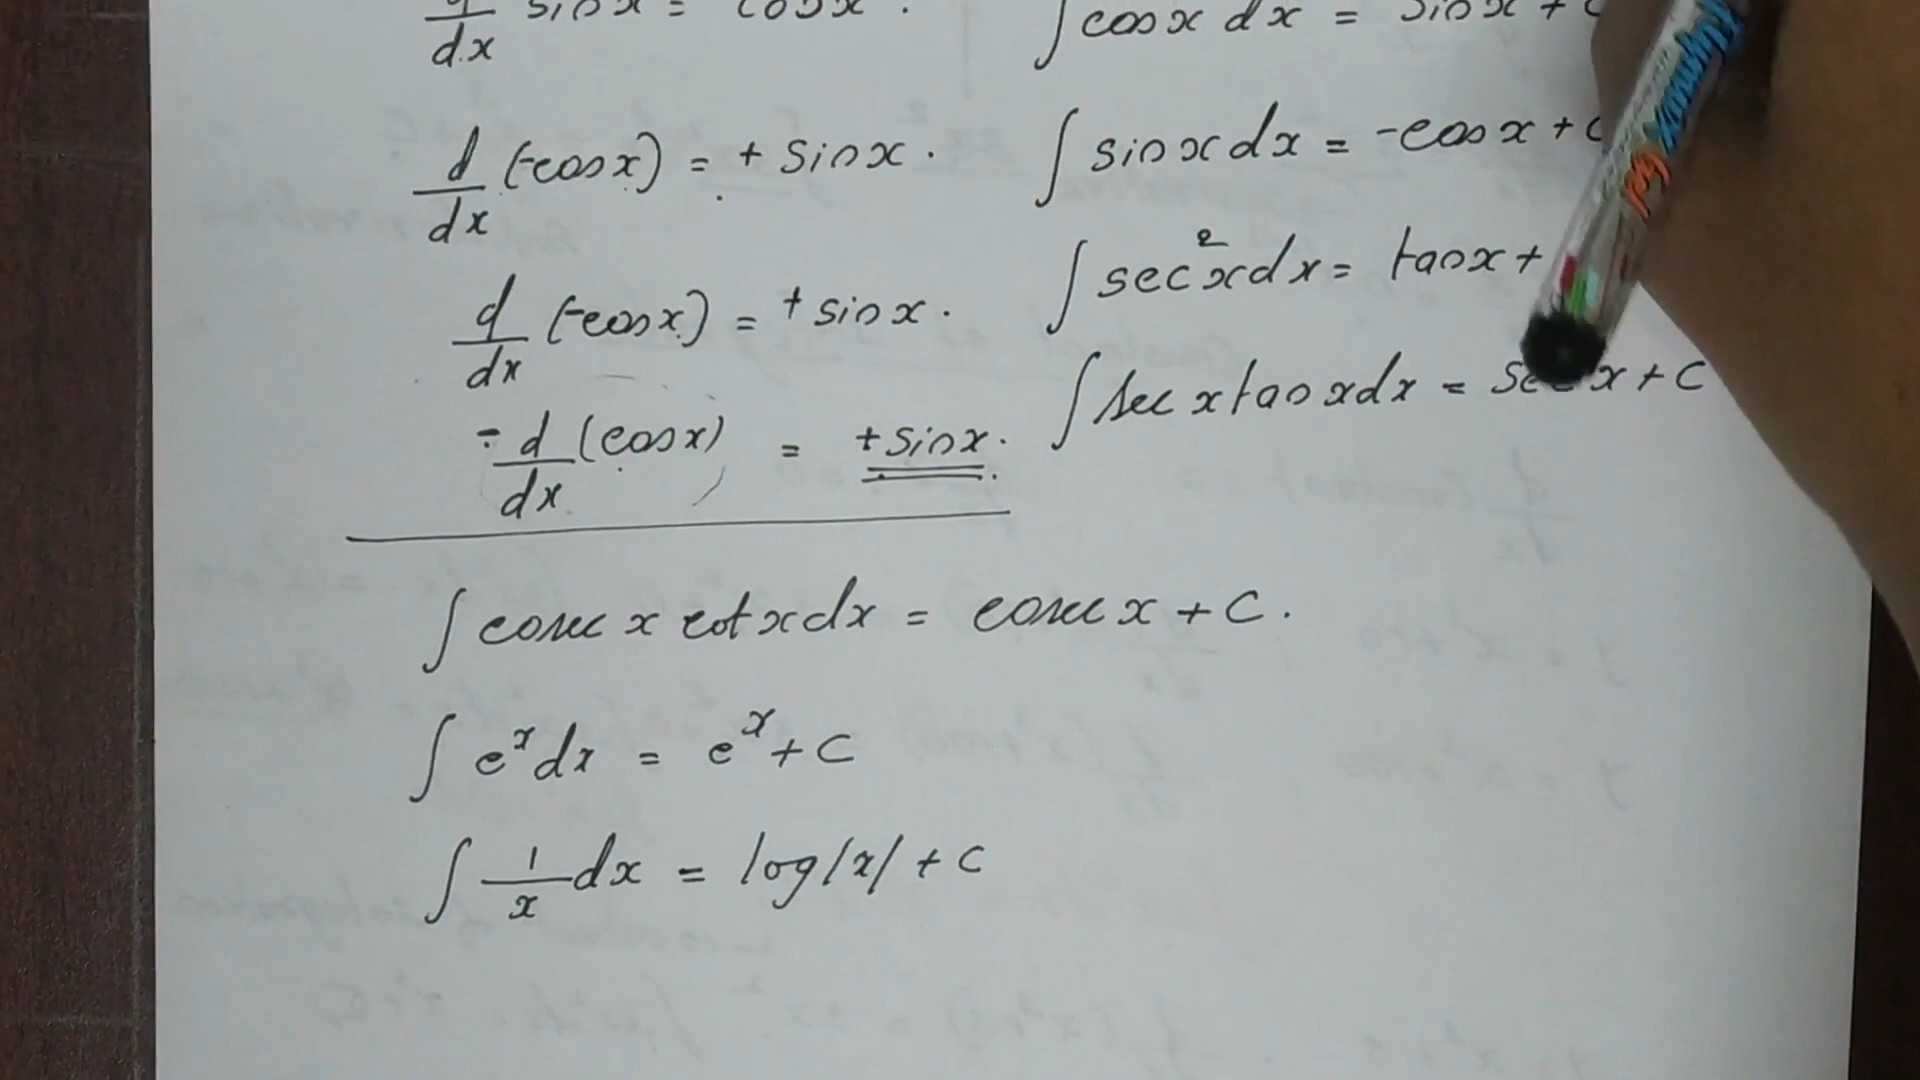 d/dx sin x = cos x .
∫ cos x dx = sin x + C
d/dx (-cos x) = + sin x .
∫ sin x dx = -cos x + C
d/dx (-cos x) = + sin x .
∫ sec²x dx = tan x +
- d/dx (cos x) = + sin x .
∫ sec x tan x dx = sec x + C
∫ cosec x cot x dx = cosec x + C .
∫ eˣ dx = eˣ + C
∫ 1/x dx = log |x| + C